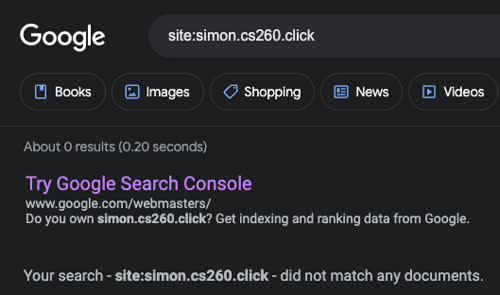 Google site:simon.cs260.click
Books Images Shopping News Videos
About 0 results (0.20 seconds)
Try Google Search Console
www.google.com/webmasters/
Do you own simon.cs260.click? Get indexing and ranking data from Google.
Your search - site:simon.cs260.click - did not match any documents.